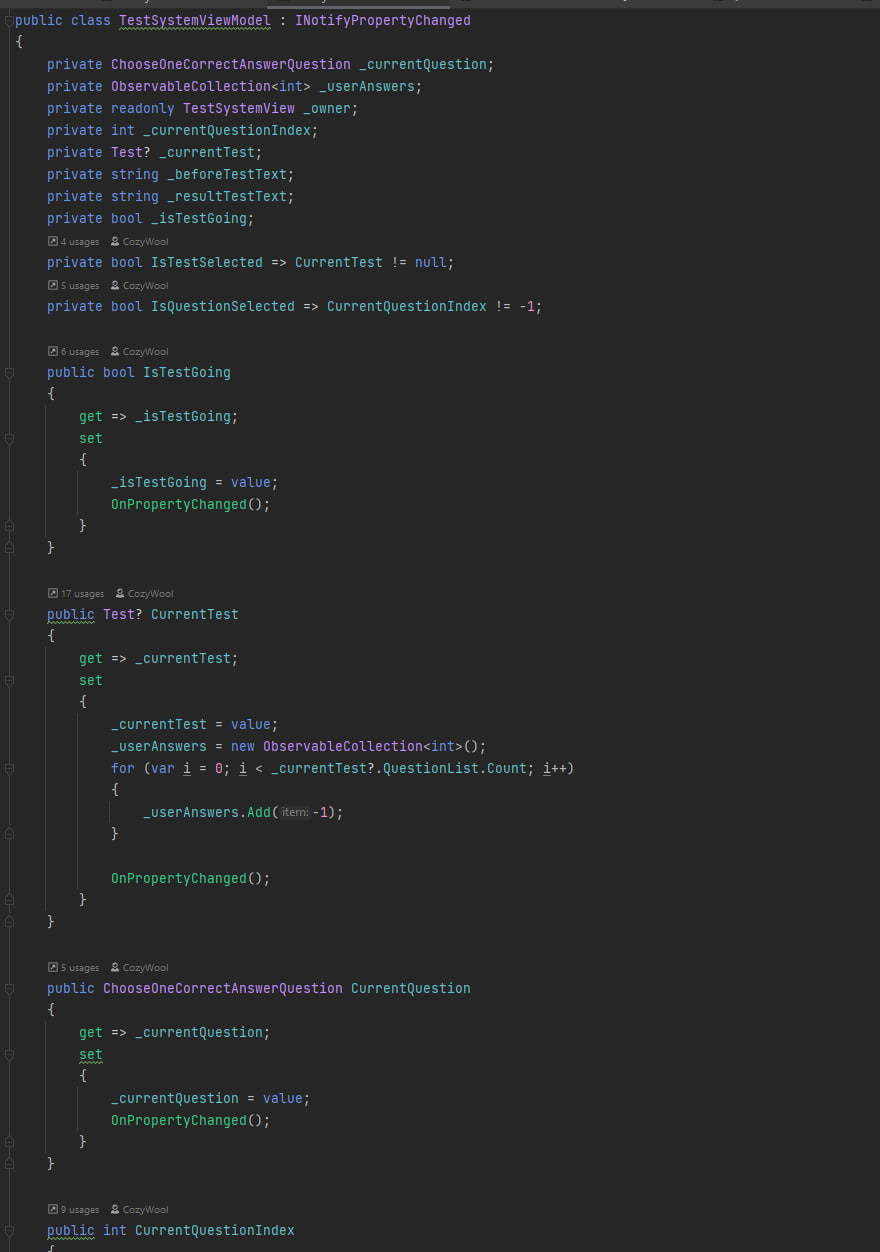 public class TestSystemViewModel : INotifyPropertyChanged
{
    private ChooseOneCorrectAnswerQuestion _currentQuestion;
    private ObservableCollection<int> _userAnswers;
    private readonly TestSystemView _owner;
    private int _currentQuestionIndex;
    private Test? _currentTest;
    private string _beforeTestText;
    private string _resultTestText;
    private bool _isTestGoing;
    4 usages CozyWool
    private bool IsTestSelected => CurrentTest != null;
    5 usages CozyWool
    private bool IsQuestionSelected => CurrentQuestionIndex != -1;
    6 usages CozyWool
    public bool IsTestGoing
    {
        get => _isTestGoing;
        set
        {
            _isTestGoing = value;
            OnPropertyChanged();
        }
    }
    17 usages CozyWool
    public Test? CurrentTest
    {
        get => _currentTest;
        set
        {
            _currentTest = value;
            _userAnswers = new ObservableCollection<int>();
            for (var i = 0; i < _currentTest?.QuestionList.Count; i++)
            {
                _userAnswers.Add(item: -1);
            }
            OnPropertyChanged();
        }
    }
    5 usages CozyWool
    public ChooseOneCorrectAnswerQuestion CurrentQuestion
    {
        get => _currentQuestion;
        set
        {
            _currentQuestion = value;
            OnPropertyChanged();
        }
    }
    9 usages CozyWool
    public int CurrentQuestionIndex
    {